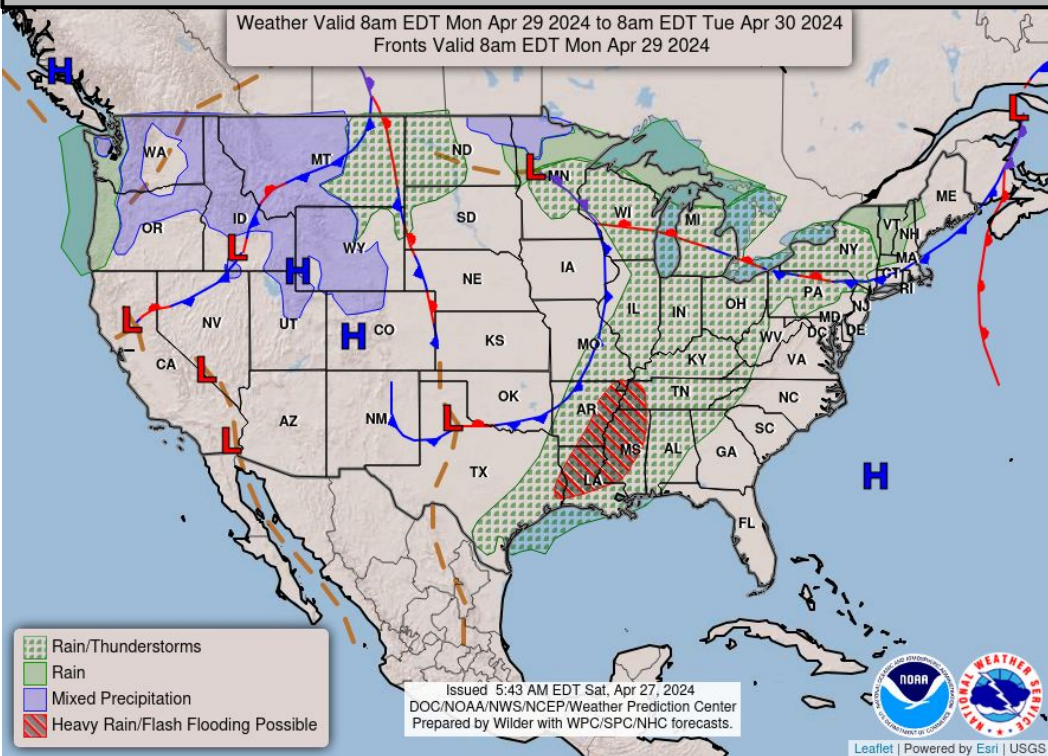 Weather Valid 8am EDT Mon Apr 29 2024 to 8am EDT Tue Apr 30 2024
Fronts Valid 8am EDT Mon Apr 29 2024
H
L
WA
MT
ND
L
MN
ME
OR
ID
WY
SD
WI
MI
VT
NH
NY
MA
CT
RI
L
H
NE
IA
PA
NJ
L
NV
UT
H
CO
KS
MO
IL
IN
OH
WV
MD
DC
DE
VA
CA
L
KY
L
AZ
NM
L
OK
AR
TN
NC
SC
TX
LA
MS
AL
GA
H
FL
Rain/Thunderstorms
Rain
Mixed Precipitation
Heavy Rain/Flash Flooding Possible
Issued 5:43 AM EDT Sat, Apr 27, 2024
DOC/NOAA/NWS/NCEP/Weather Prediction Center
Prepared by Wilder with WPC/SPC/NHC forecasts.
NOAA
NATIONAL WEATHER SERVICE
Leaflet | Powered by Esri | USGS